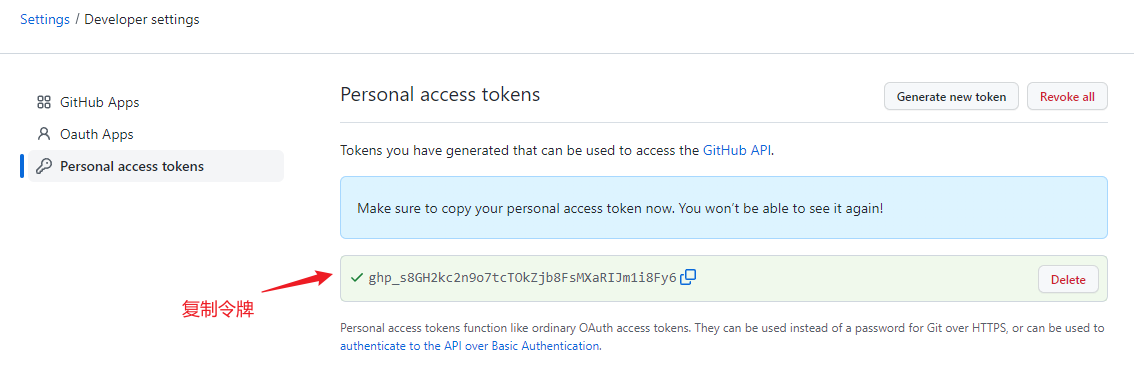 Settings / Developer settings
GitHub Apps
Oauth Apps
Personal access tokens
Personal access tokens
Generate new token
Revoke all
Tokens you have generated that can be used to access the GitHub API.
Make sure to copy your personal access token now. You won't be able to see it again!
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
Delete
复制令牌
Personal access tokens function like ordinary OAuth access tokens. They can be used instead of a password for Git over HTTPS, or can be used to
authenticate to the API over Basic Authentication.